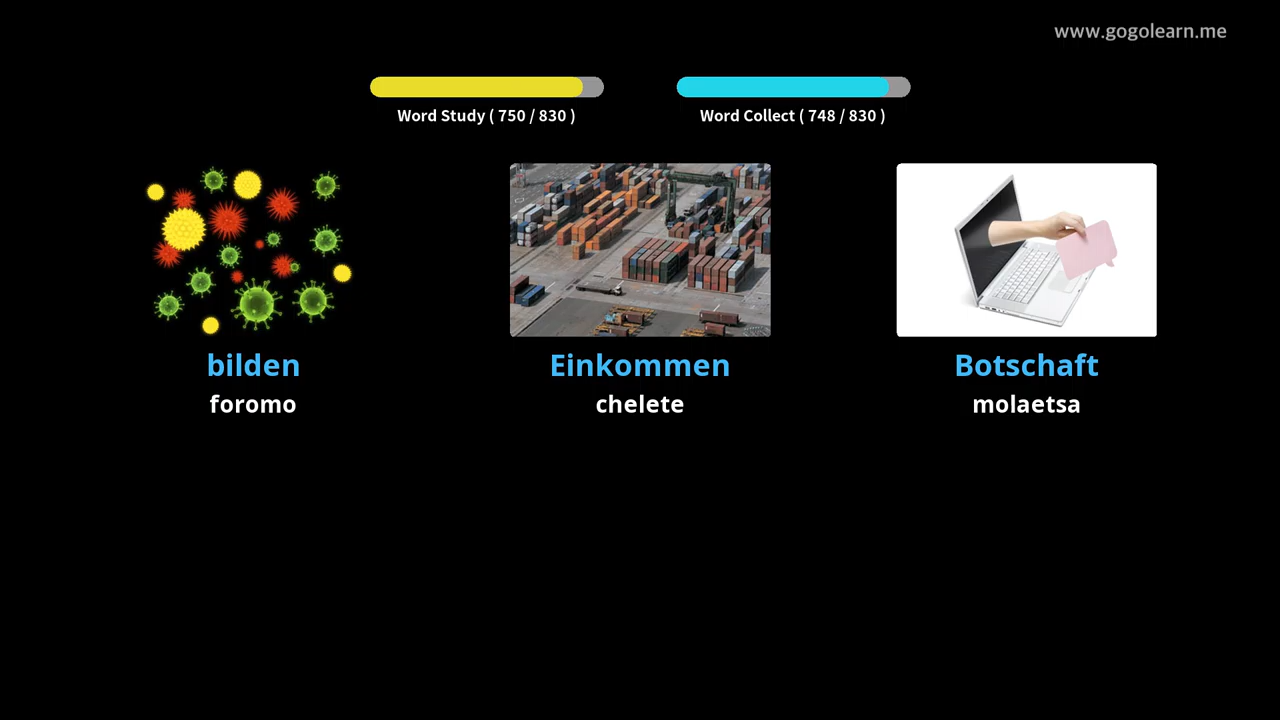 www.gogolearn.me
Word Study ( 750 / 830 )
Word Collect ( 748 / 830 )
bilden
foromo
Einkommen
chelete
Botschaft
molaetsa